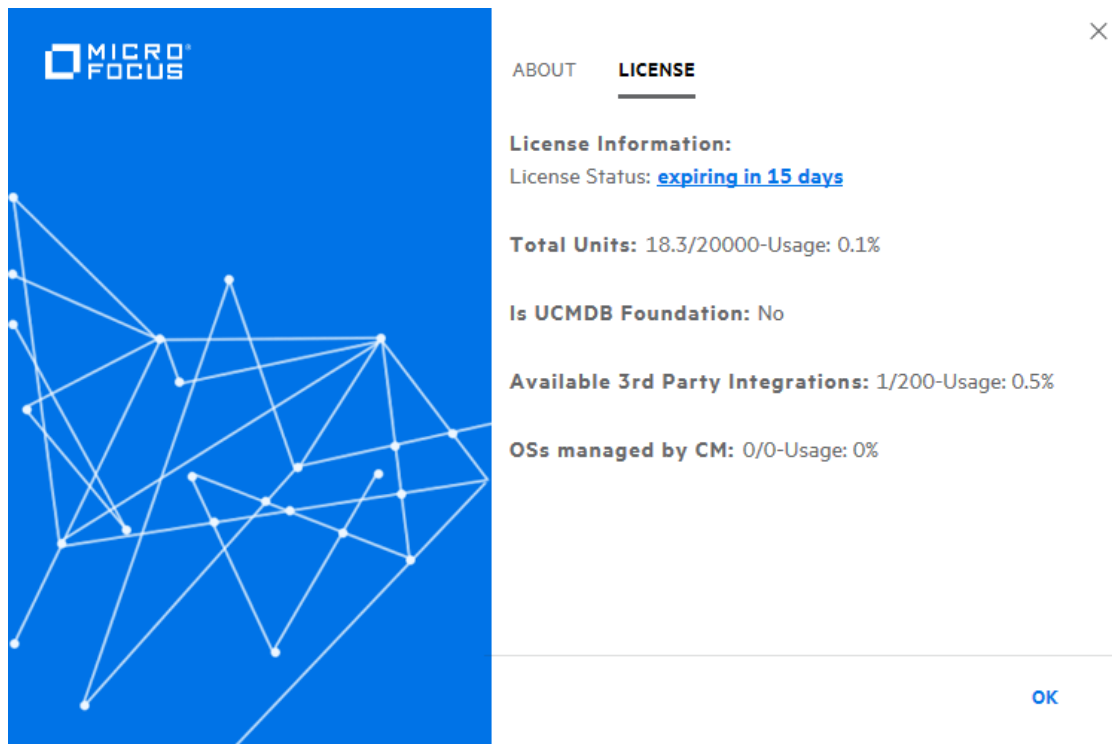 MICRO®
FOCUS
ABOUT LICENSE
License Information:
License Status: expiring in 15 days
Total Units: 18.3/20000-Usage: 0.1%
Is UCMDB Foundation: No
Available 3rd Party Integrations: 1/200-Usage: 0.5%
OSs managed by CM: 0/0-Usage: 0%
OK